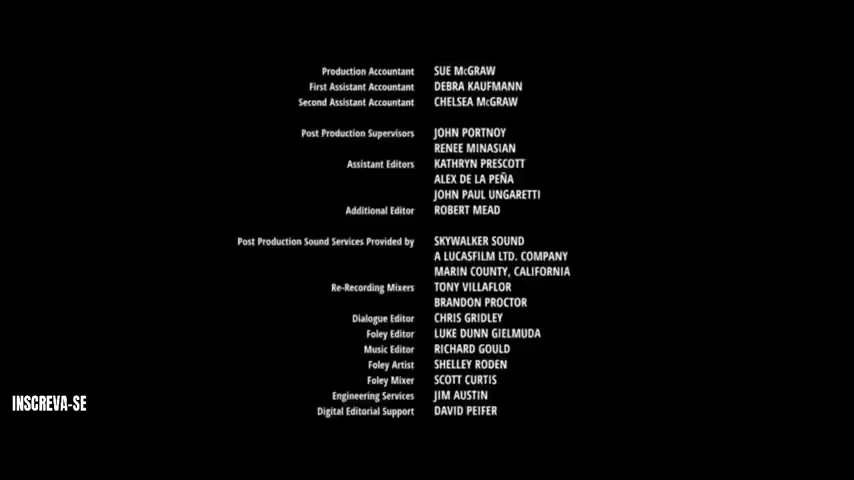 Production Accountant SUE McGRAW
First Assistant Accountant DEBRA KAUFMANN
Second Assistant Accountant CHELSEA McGRAW
Post Production Supervisors JOHN PORTNOY
RENEE MINASIAN
Assistant Editors KATHRYN PRESCOTT
ALEX DE LA PEÑA
JOHN PAUL UNGARETTI
Additional Editor ROBERT MEAD
Post Production Sound Services Provided by SKYWALKER SOUND
A LUCASFILM LTD. COMPANY
MARIN COUNTY, CALIFORNIA
Re-Recording Mixers TONY VILLAFLOR
BRANDON PROCTOR
Dialogue Editor CHRIS GRIDLEY
Foley Editor LUKE DUNN GIELMUDA
Music Editor RICHARD GOULD
Foley Artist SHELLEY RODEN
Foley Mixer SCOTT CURTIS
Engineering Services JIM AUSTIN
Digital Editorial Support DAVID PEIFER
INSCREVA-SE